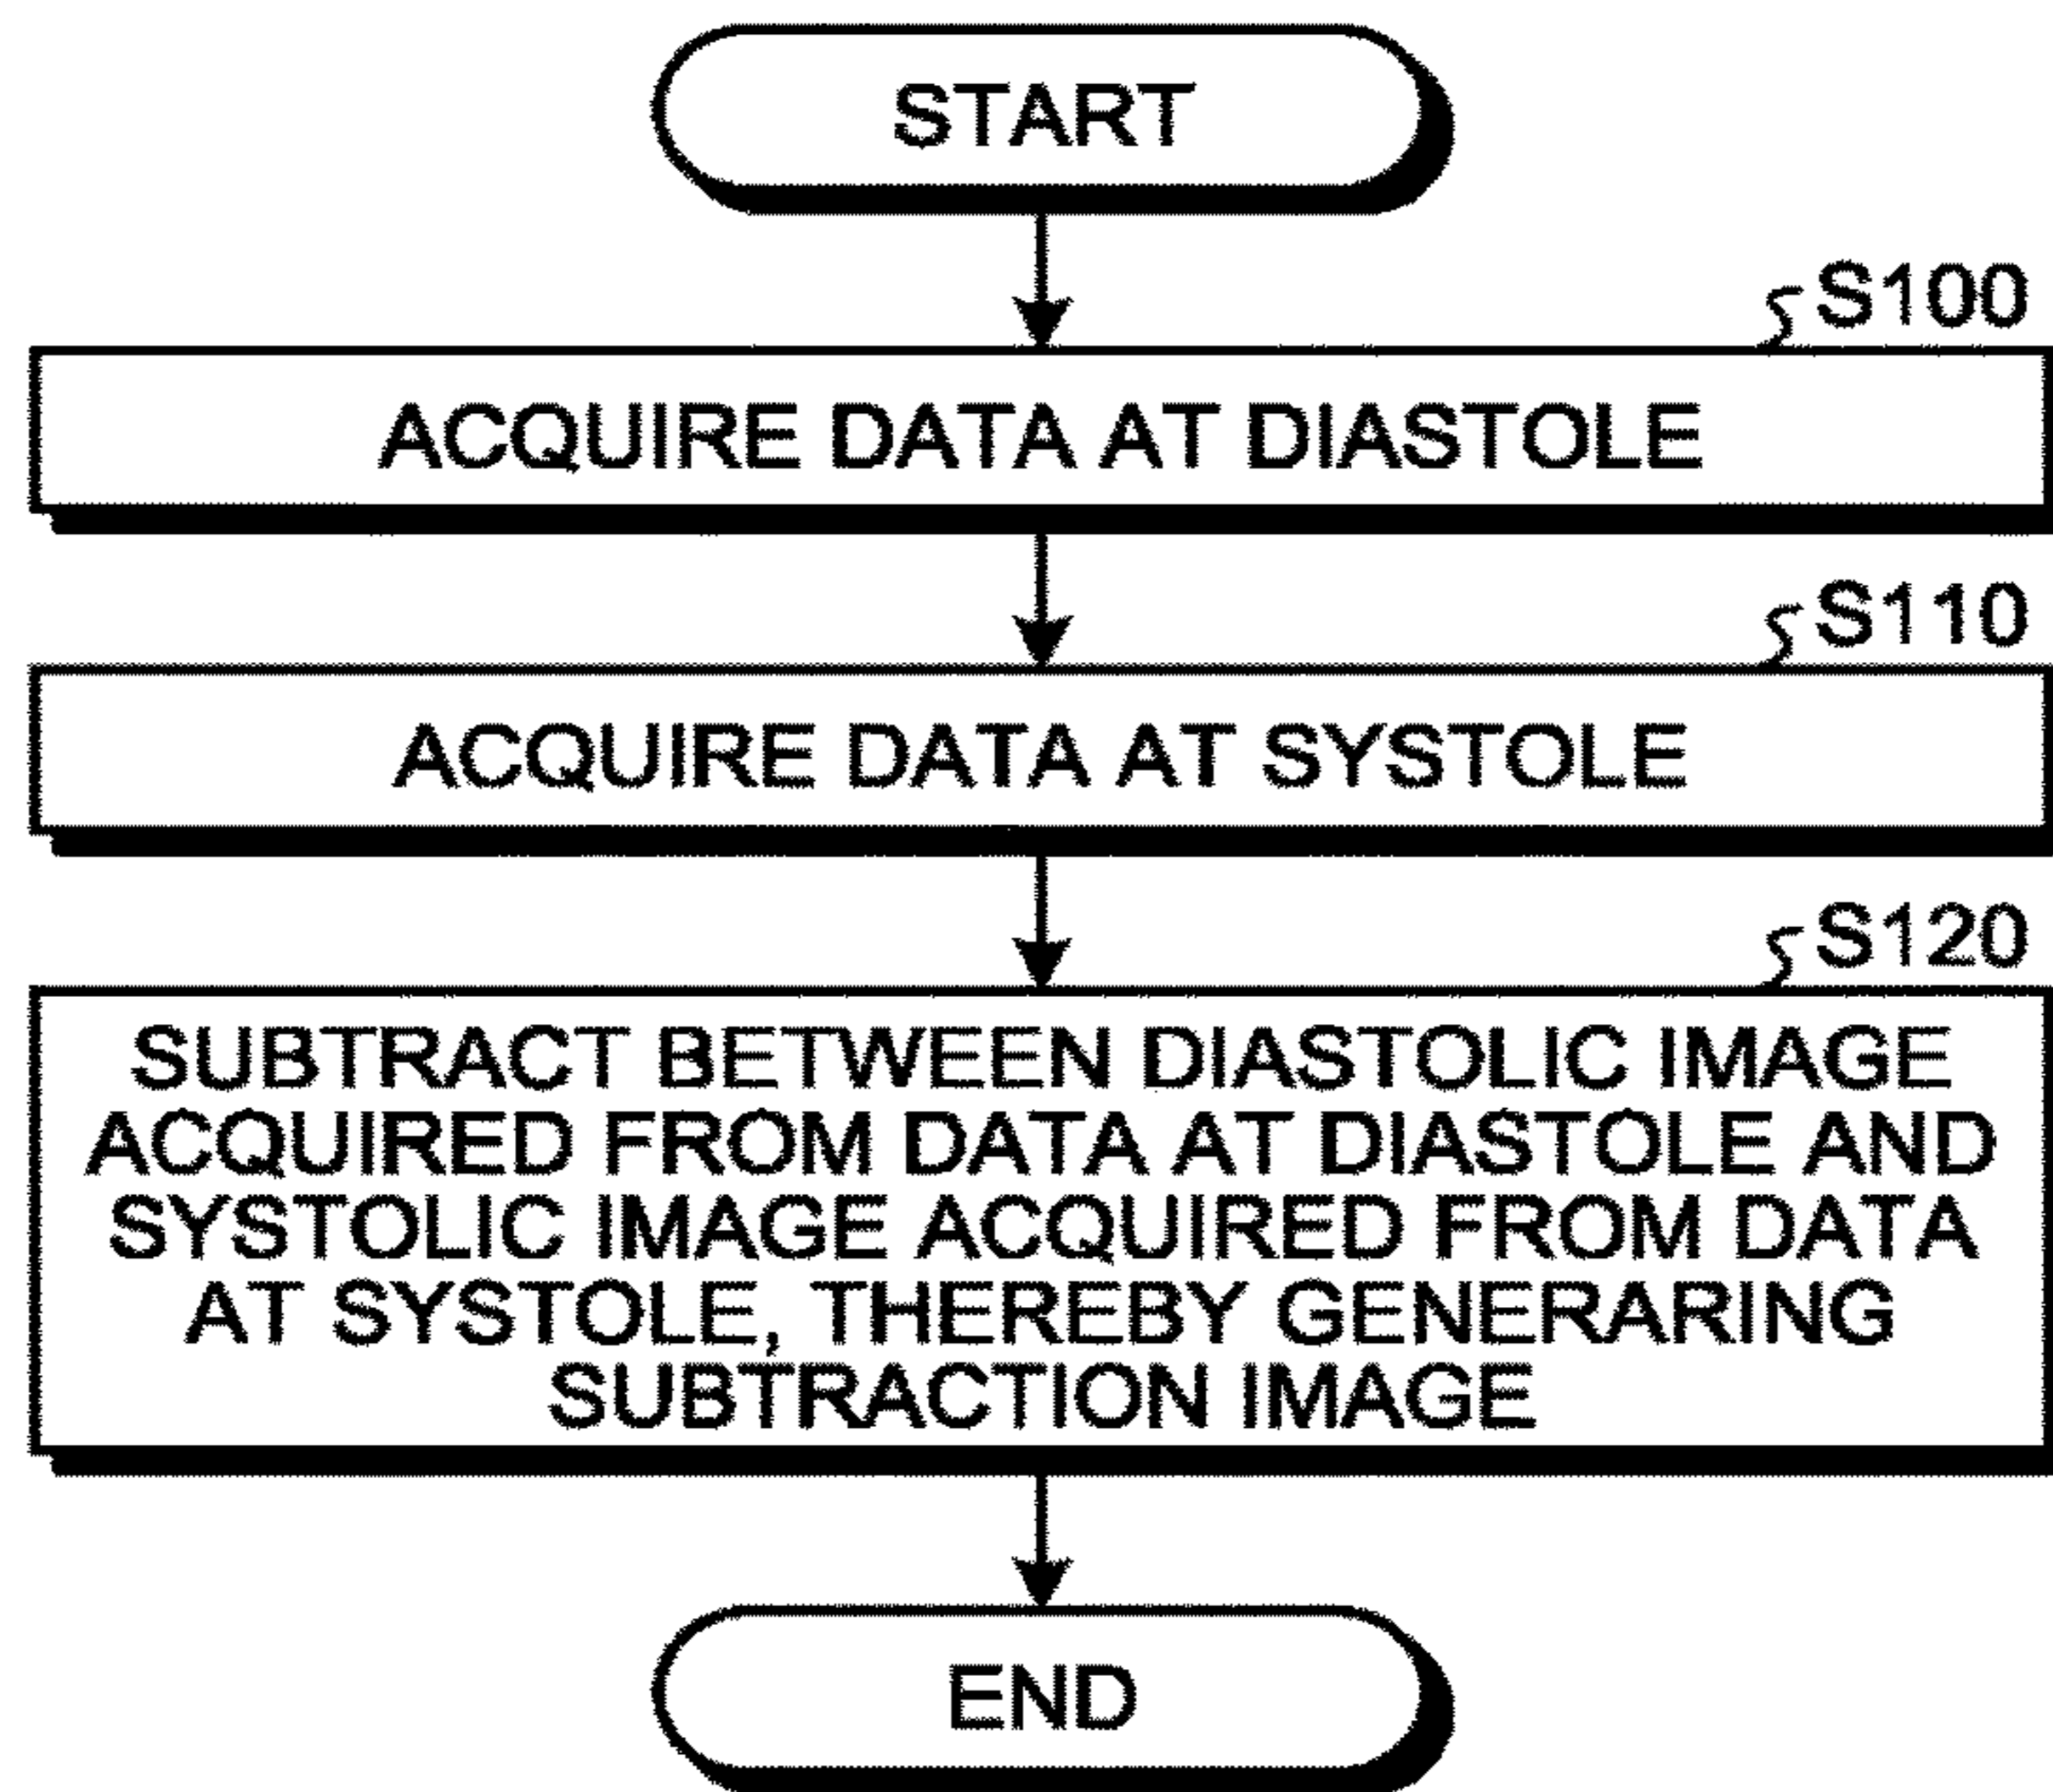 START
S100
ACQUIRE DATA AT DIASTOLE
S110
ACQUIRE DATA AT SYSTOLE
S120
SUBTRACT BETWEEN DIASTOLIC IMAGE
ACQUIRED FROM DATA AT DIASTOLE AND
SYSTOLIC IMAGE ACQUIRED FROM DATA
AT SYSTOLE, THEREBY GENERARING
SUBTRACTION IMAGE
END